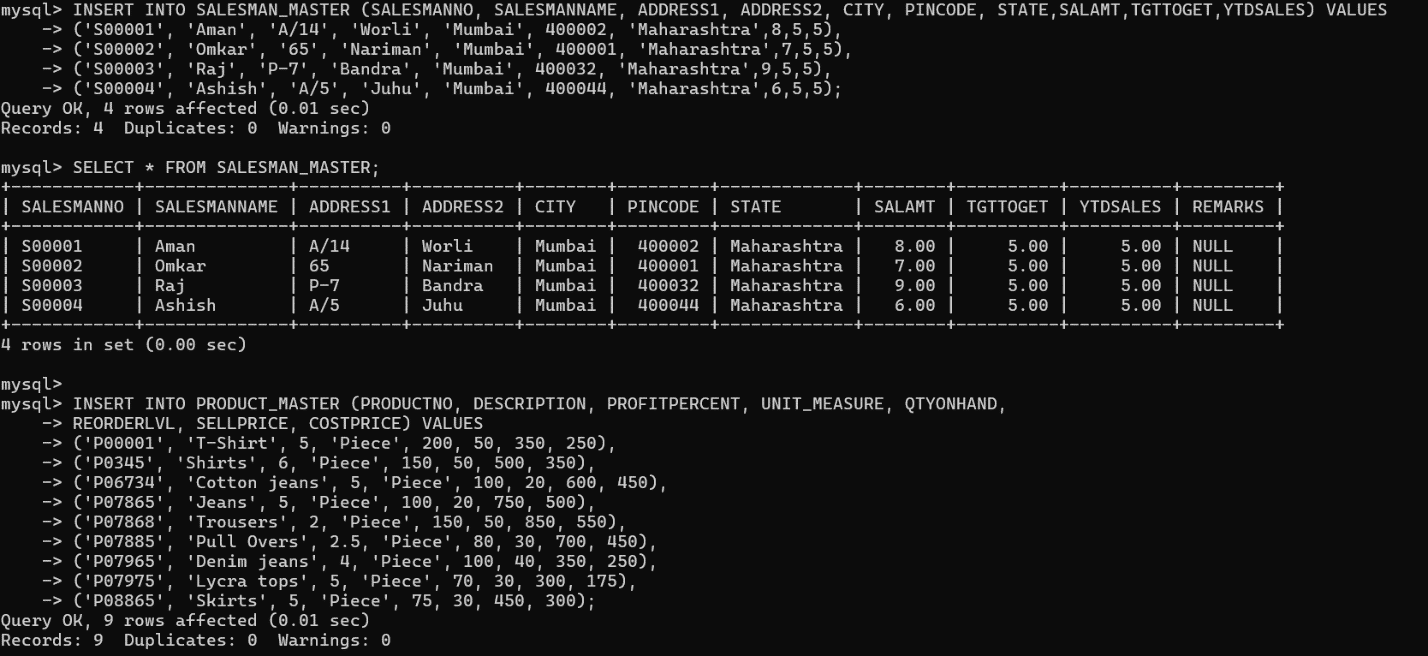 mysql> INSERT INTO SALESMAN_MASTER (SALESMANNO, SALESMANNAME, ADDRESS1, ADDRESS2, CITY, PINCODE, STATE,SALAMT,TGTTOGET,YTDSALES) VALUES
    -> ('S00001', 'Aman', 'A/14', 'Worli', 'Mumbai', 400002, 'Maharashtra',8,5,5),
    -> ('S00002', 'Omkar', '65', 'Nariman', 'Mumbai', 400001, 'Maharashtra',7,5,5),
    -> ('S00003', 'Raj', 'P-7', 'Bandra', 'Mumbai', 400032, 'Maharashtra',9,5,5),
    -> ('S00004', 'Ashish', 'A/5', 'Juhu', 'Mumbai', 400044, 'Maharashtra',6,5,5);
Query OK, 4 rows affected (0.01 sec)
Records: 4  Duplicates: 0  Warnings: 0

mysql> SELECT * FROM SALESMAN_MASTER;
+------------+--------------+----------+----------+--------+---------+-------------+--------+----------+----------+---------+
| SALESMANNO | SALESMANNAME | ADDRESS1 | ADDRESS2 | CITY   | PINCODE | STATE       | SALAMT | TGTTOGET | YTDSALES | REMARKS |
+------------+--------------+----------+----------+--------+---------+-------------+--------+----------+----------+---------+
| S00001     | Aman         | A/14     | Worli    | Mumbai |  400002 | Maharashtra |   8.00 |     5.00 |     5.00 | NULL    |
| S00002     | Omkar        | 65       | Nariman  | Mumbai |  400001 | Maharashtra |   7.00 |     5.00 |     5.00 | NULL    |
| S00003     | Raj          | P-7      | Bandra   | Mumbai |  400032 | Maharashtra |   9.00 |     5.00 |     5.00 | NULL    |
| S00004     | Ashish       | A/5      | Juhu     | Mumbai |  400044 | Maharashtra |   6.00 |     5.00 |     5.00 | NULL    |
+------------+--------------+----------+----------+--------+---------+-------------+--------+----------+----------+---------+
4 rows in set (0.00 sec)

mysql>
mysql> INSERT INTO PRODUCT_MASTER (PRODUCTNO, DESCRIPTION, PROFITPERCENT, UNIT_MEASURE, QTYONHAND,
    -> REORDERLVL, SELLPRICE, COSTPRICE) VALUES
    -> ('P00001', 'T-Shirt', 5, 'Piece', 200, 50, 350, 250),
    -> ('P0345', 'Shirts', 6, 'Piece', 150, 50, 500, 350),
    -> ('P06734', 'Cotton jeans', 5, 'Piece', 100, 20, 600, 450),
    -> ('P07865', 'Jeans', 5, 'Piece', 100, 20, 750, 500),
    -> ('P07868', 'Trousers', 2, 'Piece', 150, 50, 850, 550),
    -> ('P07885', 'Pull Overs', 2.5, 'Piece', 80, 30, 700, 450),
    -> ('P07965', 'Denim jeans', 4, 'Piece', 100, 40, 350, 250),
    -> ('P07975', 'Lycra tops', 5, 'Piece', 70, 30, 300, 175),
    -> ('P08865', 'Skirts', 5, 'Piece', 75, 30, 450, 300);
Query OK, 9 rows affected (0.01 sec)
Records: 9  Duplicates: 0  Warnings: 0